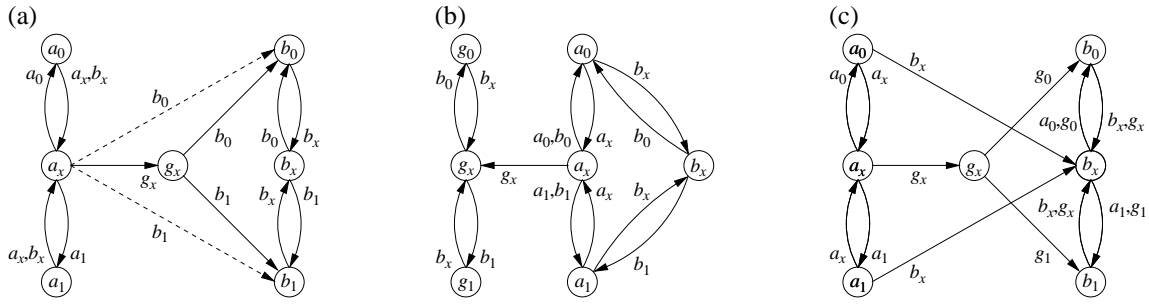 (a)
a₀
b₀
a₀
aₓ,bₓ
b₀
b₀
b₀
bₓ
aₓ
gₓ
gₓ
bₓ
b₁
bₓ
b₁
b₁
aₓ,bₓ
a₁
a₁
b₁
(b)
g₀
a₀
b₀
bₓ
bₓ
a₀,b₀
aₓ
b₀
gₓ
gₓ
aₓ
bₓ
a₁,b₁
aₓ
bₓ
bₓ
b₁
b₁
g₁
a₁
(c)
a₀
b₀
bₓ
g₀
a₀
aₓ
a₀,g₀
bₓ,gₓ
aₓ
gₓ
gₓ
bₓ
bₓ,gₓ
a₁,g₁
aₓ
a₁
bₓ
g₁
a₁
b₁